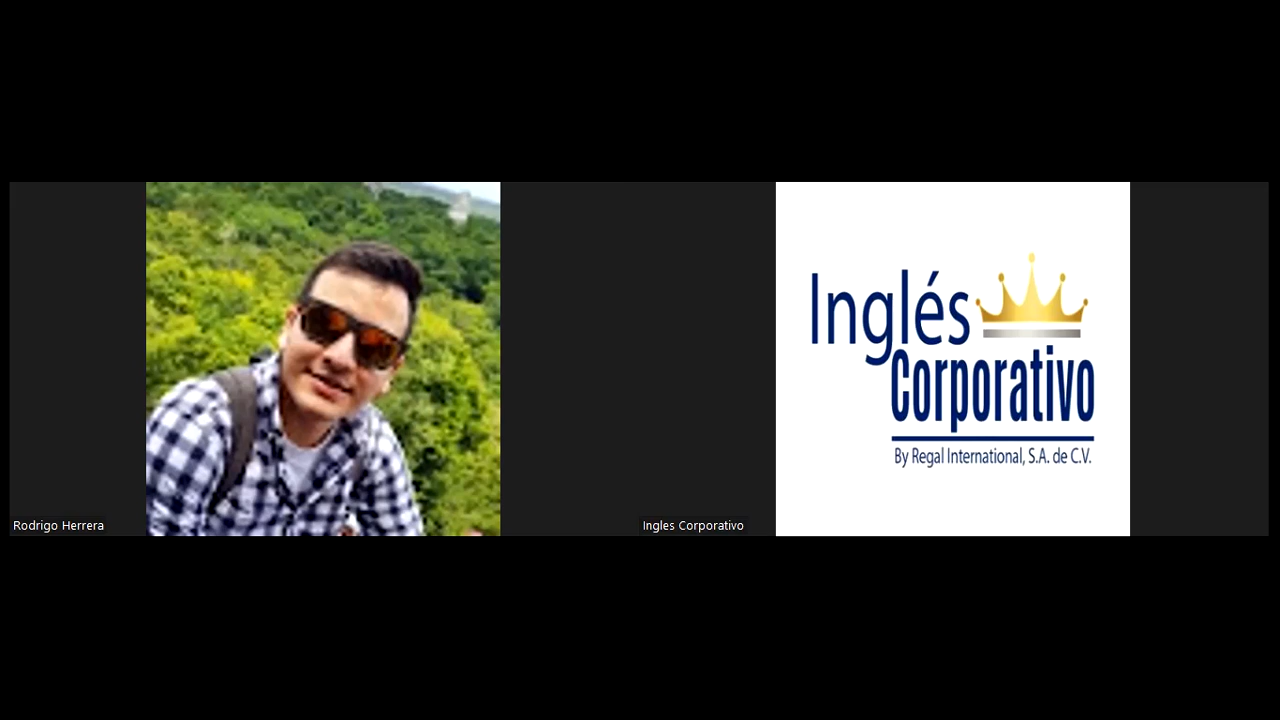 Rodrigo Herrera
Inglés
Corporativo
By Regal International, S.A. de C.V.
Ingles Corporativo